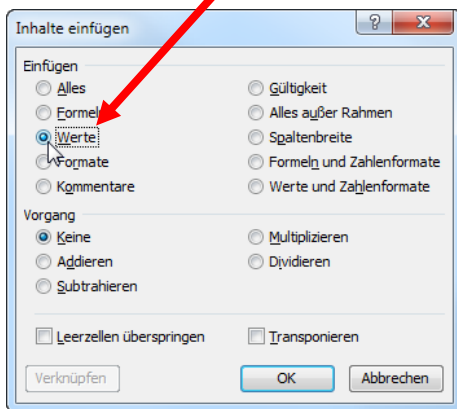 Inhalte einfügen
Einfügen
Alles
Gültigkeit
Formeln
Alles außer Rahmen
Werte
Spaltenbreite
Formate
Formeln und Zahlenformate
Kommentare
Werte und Zahlenformate
Vorgang
Keine
Multiplizieren
Addieren
Dividieren
Subtrahieren
Leerzellen überspringen
Transponieren
Verknüpfen
OK
Abbrechen